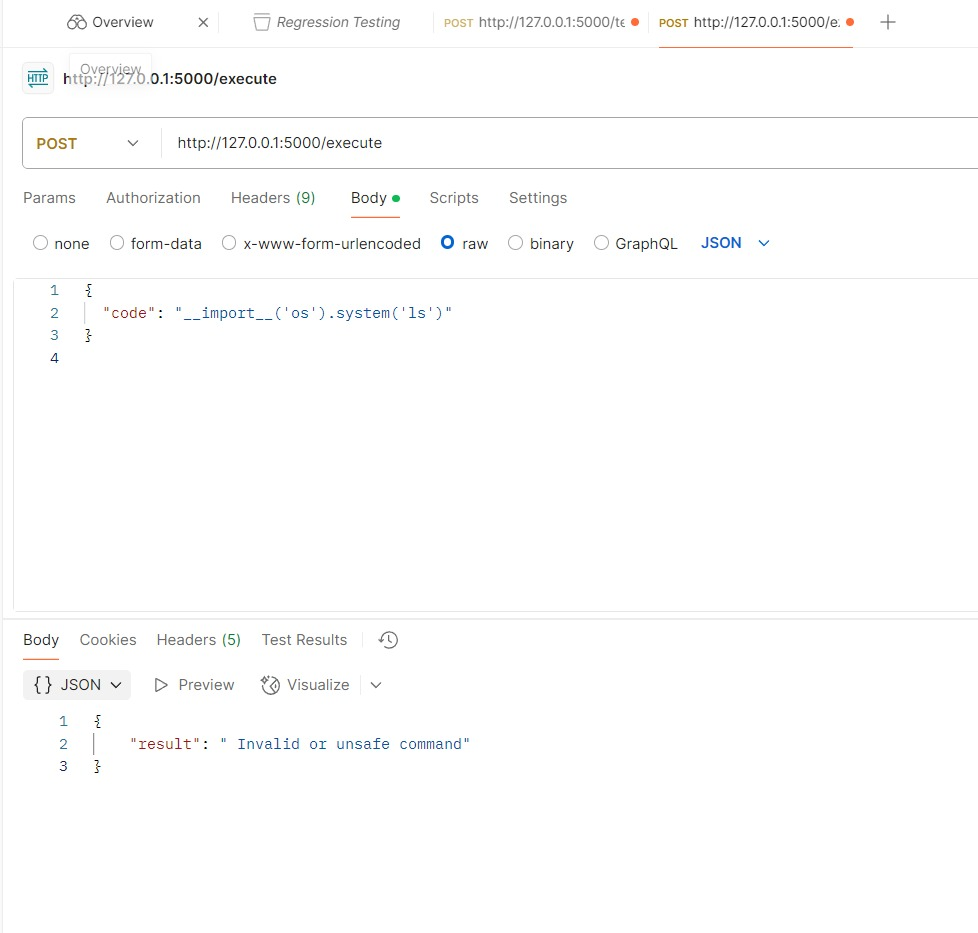 Overview
Regression Testing
POST http://127.0.0.1:5000/te
POST http://127.0.0.1:5000/e
Overview
HTTP http://127.0.0.1:5000/execute
POST http://127.0.0.1:5000/execute
Params Authorization Headers (9) Body Scripts Settings
none form-data x-www-form-urlencoded raw binary GraphQL JSON
1 {
2 "code": "__import__('os').system('ls')"
3 }
4
Body Cookies Headers (5) Test Results
{} JSON Preview Visualize
1 {
2 "result": " Invalid or unsafe command"
3 }